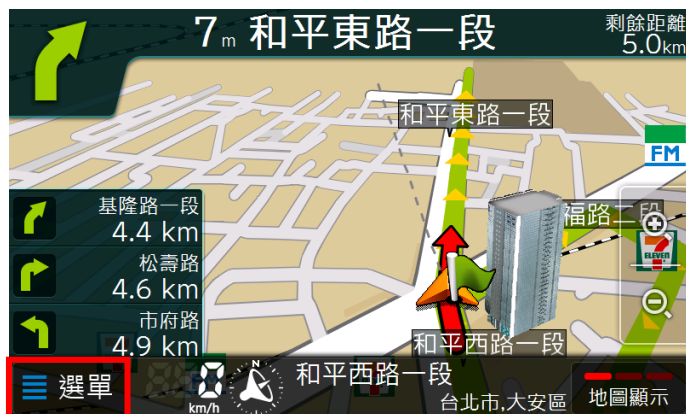 7m 和平東路一段
剩餘距離
5.0km
和平東路一段
FM
基隆路一段
4.4 km
福路二段
松壽路
4.6 km
ELEVEN
市府路
4.9 km
和平西路一段
選單
0
km/h
N
和平西路一段
台北市,大安區
地圖顯示